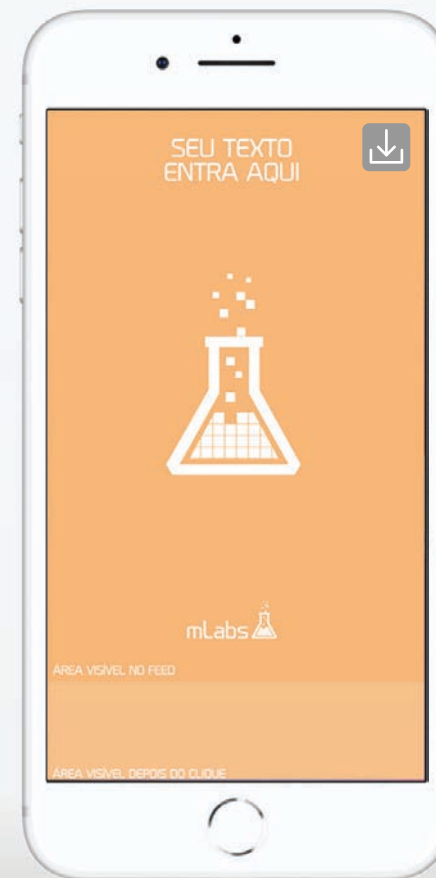 SEU TEXTO
ENTRA AQUI
mLabs
ÁREA VISÍVEL NO FEED
ÁREA VISÍVEL DEPOIS DO CLIQUE